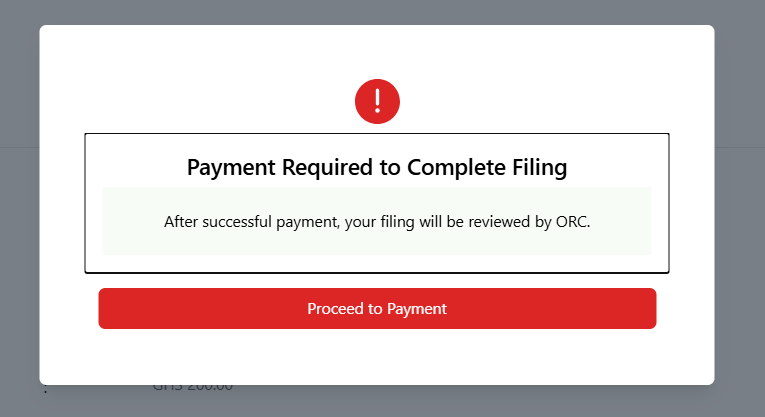 Payment Required to Complete Filing
After successful payment, your filing will be reviewed by ORC.
Proceed to Payment
GHS 200.00